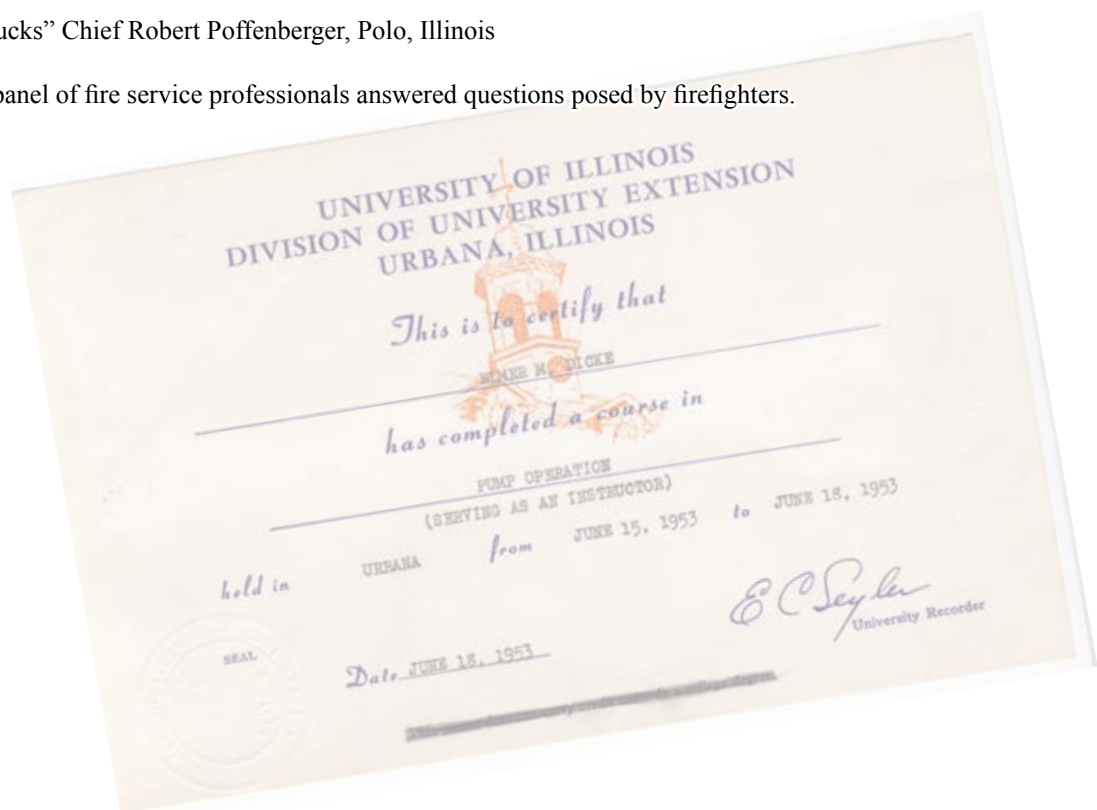 ucks” Chief Robert Poffenberger, Polo, Illinois
panel of fire service professionals answered questions posed by firefighters.
UNIVERSITY OF ILLINOIS
DIVISION OF UNIVERSITY EXTENSION
URBANA, ILLINOIS
This is to certify that
ELMER M. DICKE
has completed a course in
PUMP OPERATION
(SERVING AS AN INSTRUCTOR)
held in URBANA from JUNE 15, 1953 to JUNE 18, 1953
E C Seyler
University Recorder
SEAL
Date JUNE 18, 1953